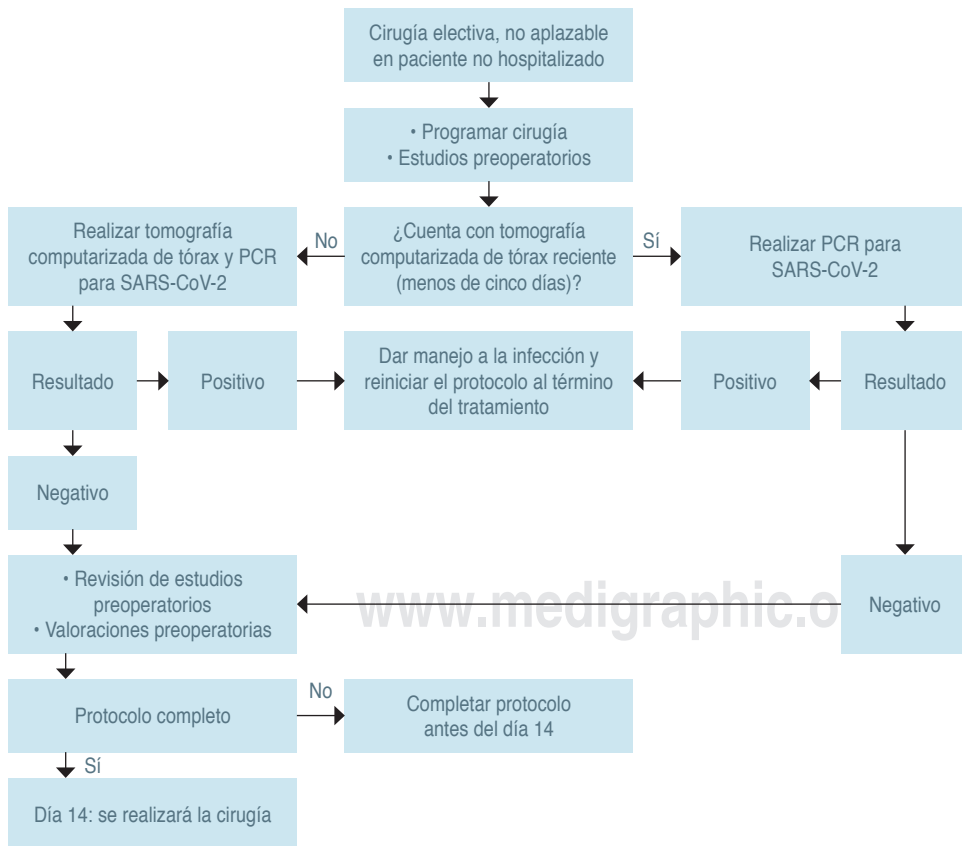 Cirugía electiva, no aplazable
en paciente no hospitalizado
• Programar cirugía
• Estudios preoperatorios
Realizar tomografía
computarizada de tórax y PCR
para SARS-CoV-2
No
¿Cuenta con tomografía
computarizada de tórax reciente
(menos de cinco días)?
Sí
Realizar PCR para
SARS-CoV-2
Resultado
Positivo
Dar manejo a la infección y
reiniciar el protocolo al término
del tratamiento
Positivo
Resultado
Negativo
• Revisión de estudios
preoperatorios
• Valoraciones preoperatorias
www.medigraphic.o
Negativo
Protocolo completo
No
Completar protocolo
antes del día 14
Sí
Día 14: se realizará la cirugía